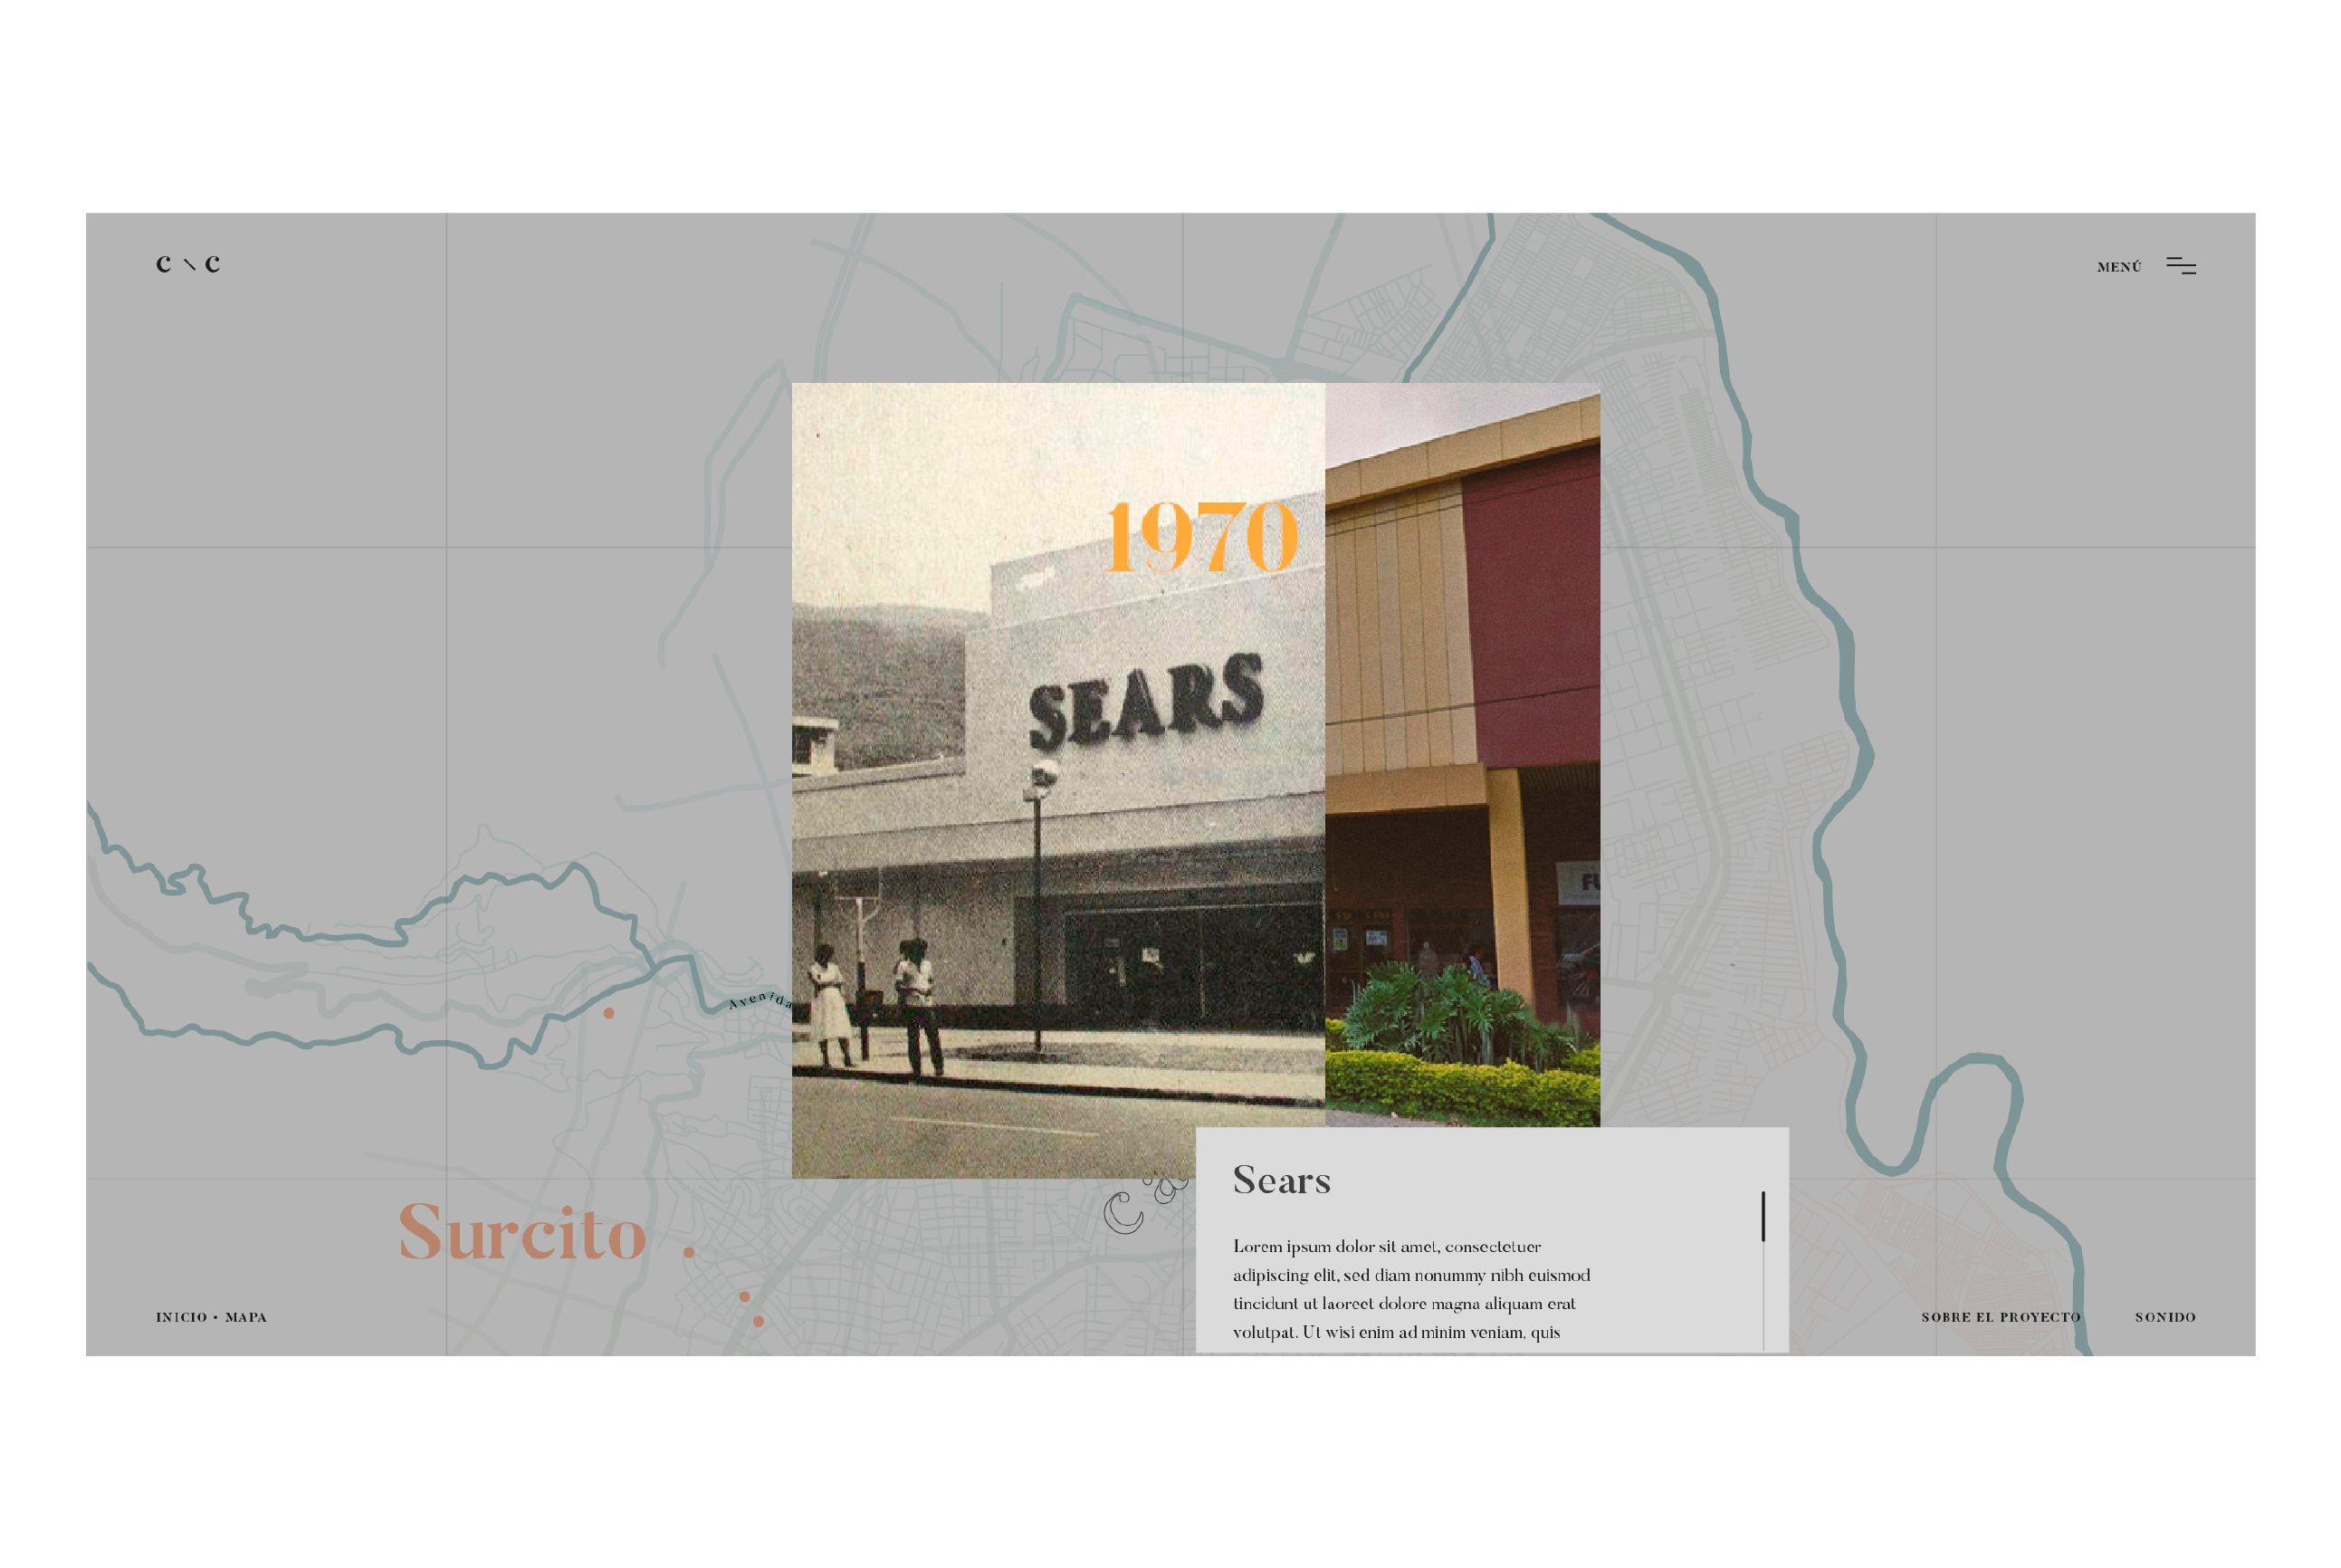 C \ C
MENÚ
1970
SEARS
Avenida
Surcito
C
Sears
Lorem ipsum dolor sit amet, consectetuer
adipiscing elit, sed diam nonummy nibh euismod
tincidunt ut laoreet dolore magna aliquam erat
volutpat. Ut wisi enim ad minim veniam, quis
INICIO • MAPA
SOBRE EL PROYECTO
SONIDO